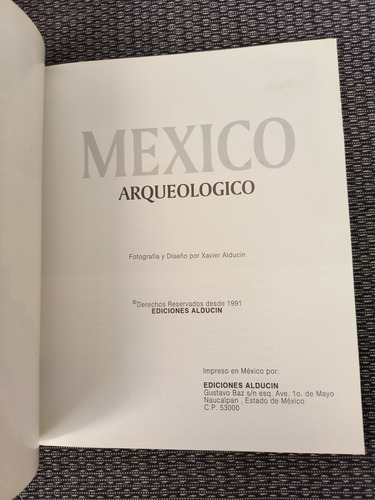 MEXICO
ARQUEOLOGICO
Fotografía y Diseño por Xavier Alducin
©Derechos Reservados desde 1991
EDICIONES ALDUCIN
Impreso en México por:
EDICIONES ALDUCIN
Gustavo Baz s/n esq. Ave. 1o. de Mayo
Naucalpan , Estado de México
C.P. 53000